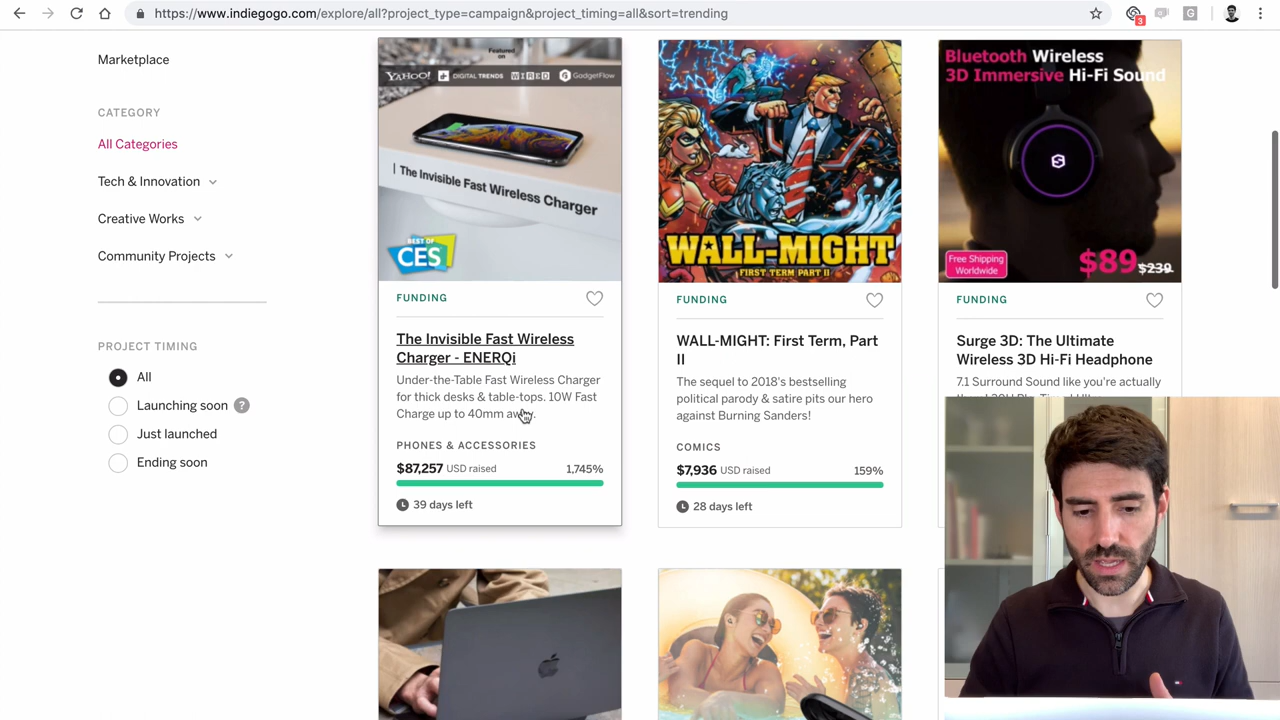 https://www.indiegogo.com/explore/all?project_type=campaign&project_timing=all&sort=trending
3
Marketplace
CATEGORY
All Categories
Tech & Innovation
Creative Works
Community Projects
PROJECT TIMING
All
Launching soon ?
Just launched
Ending soon
Featured
on
YAHOO! DIGITAL TRENDS WIRED GadgetFlow
| The Invisible Fast Wireless Charger
BEST OF
CES
FUNDING
The Invisible Fast Wireless
Charger - ENERQi
Under-the-Table Fast Wireless Charger
for thick desks & table-tops. 10W Fast
Charge up to 40mm away.
PHONES & ACCESSORIES
$87,257 USD raised 1,745%
39 days left
WALL-MIGHT
FIRST TERM PART II
FUNDING
WALL-MIGHT: First Term, Part
II
The sequel to 2018's bestselling
political parody & satire pits our hero
against Burning Sanders!
COMICS
$7,936 USD raised 159%
28 days left
Bluetooth Wireless
3D Immersive Hi-Fi Sound
Free Shipping
Worldwide
$89 $239
FUNDING
Surge 3D: The Ultimate
Wireless 3D Hi-Fi Headphone
7.1 Surround Sound like you're actually